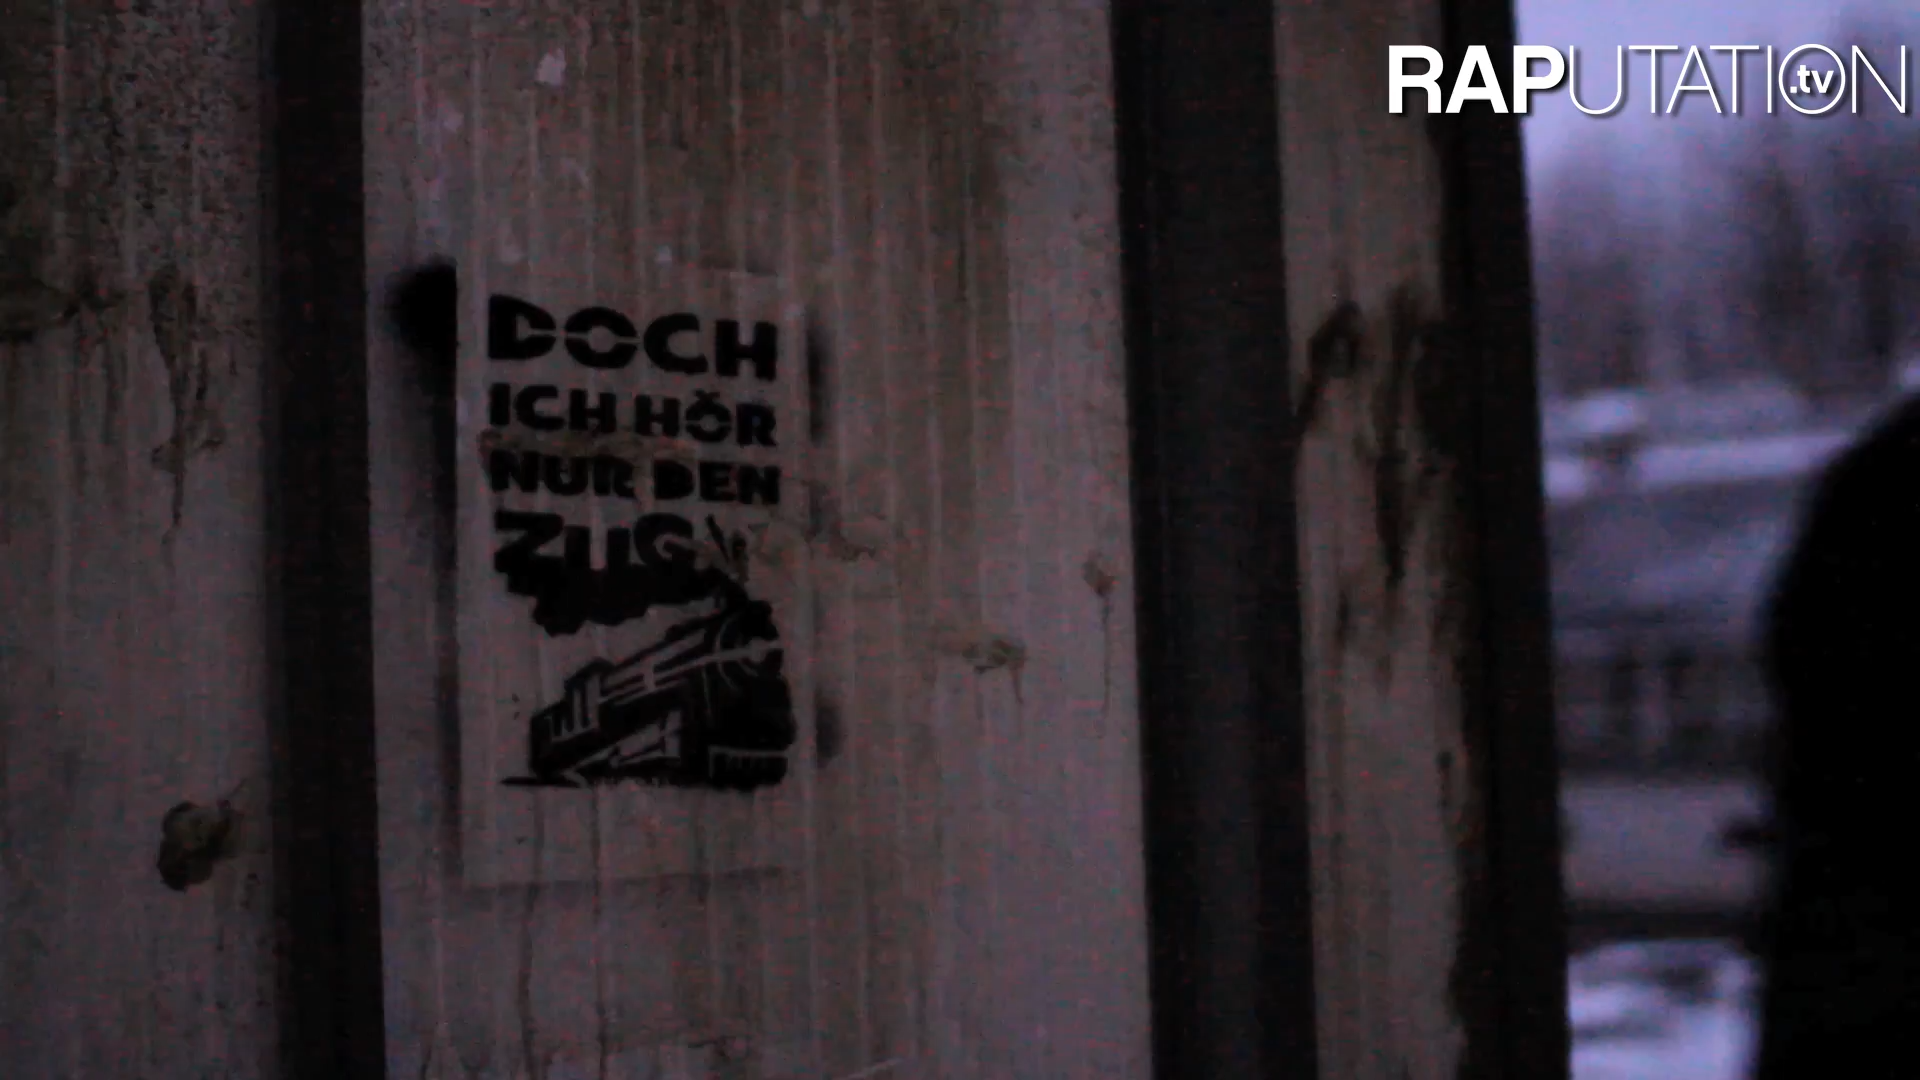 RAPUTATION
.tv
DOCH
ICH HÖR
NUR DEN
ZUG